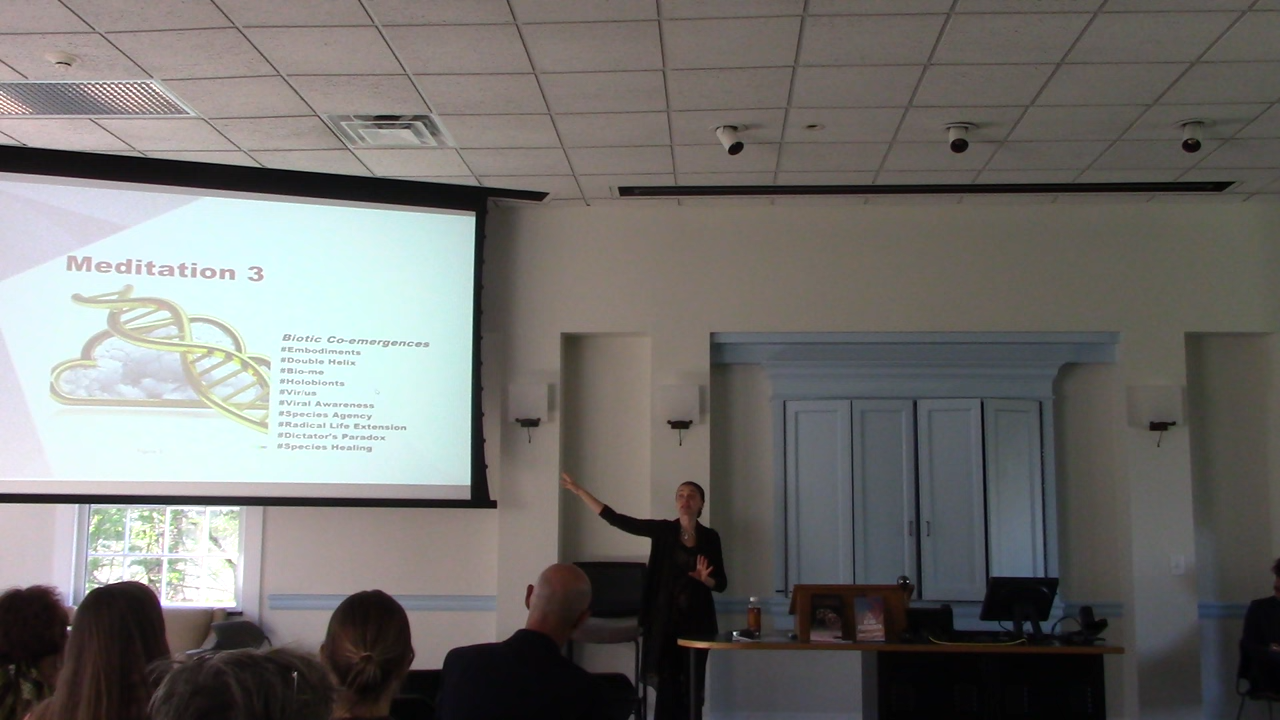 Meditation 3
Biotic Co-emergences
#Embodiments
#Double Helix
#Bio-me
#Holobionts
#Vir/us
#Viral Awareness
#Species Agency
#Radical Life Extension
#Dictator's Paradox
#Species Healing